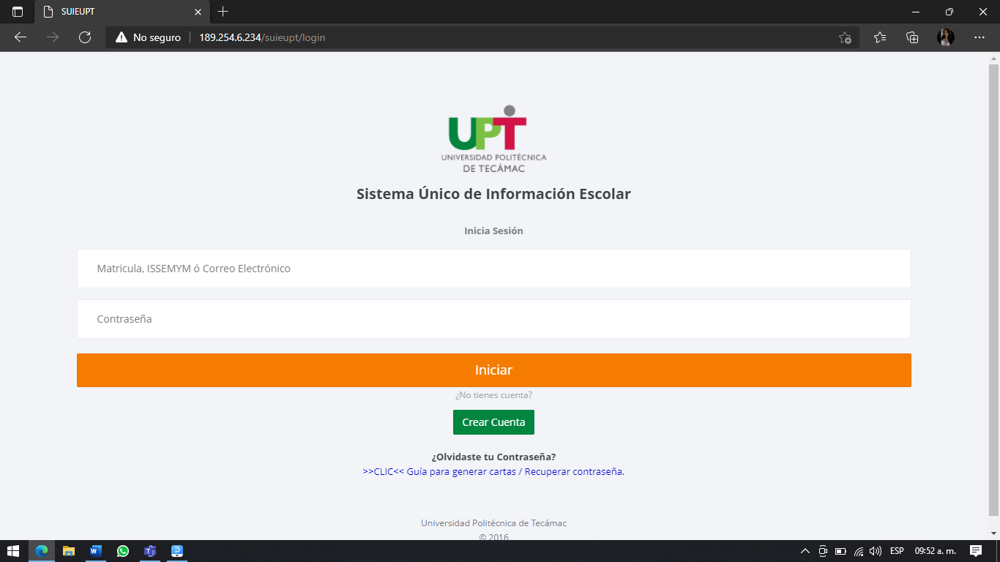 SUIEUPT
No seguro
189.254.6.234/suieupt/login
UPT
UNIVERSIDAD POLITÉCNICA
DE TECÁMAC
Sistema Único de Información Escolar
Inicia Sesión
Matricula, ISSEMYM ó Correo Electrónico
Contraseña
Iniciar
¿No tienes cuenta?
Crear Cuenta
¿Olvidaste tu Contraseña?
>>CLIC<< Guía para generar cartas / Recuperar contraseña.
Universidad Politécnica de Tecámac
© 2016
ESP
09:52 a. m.